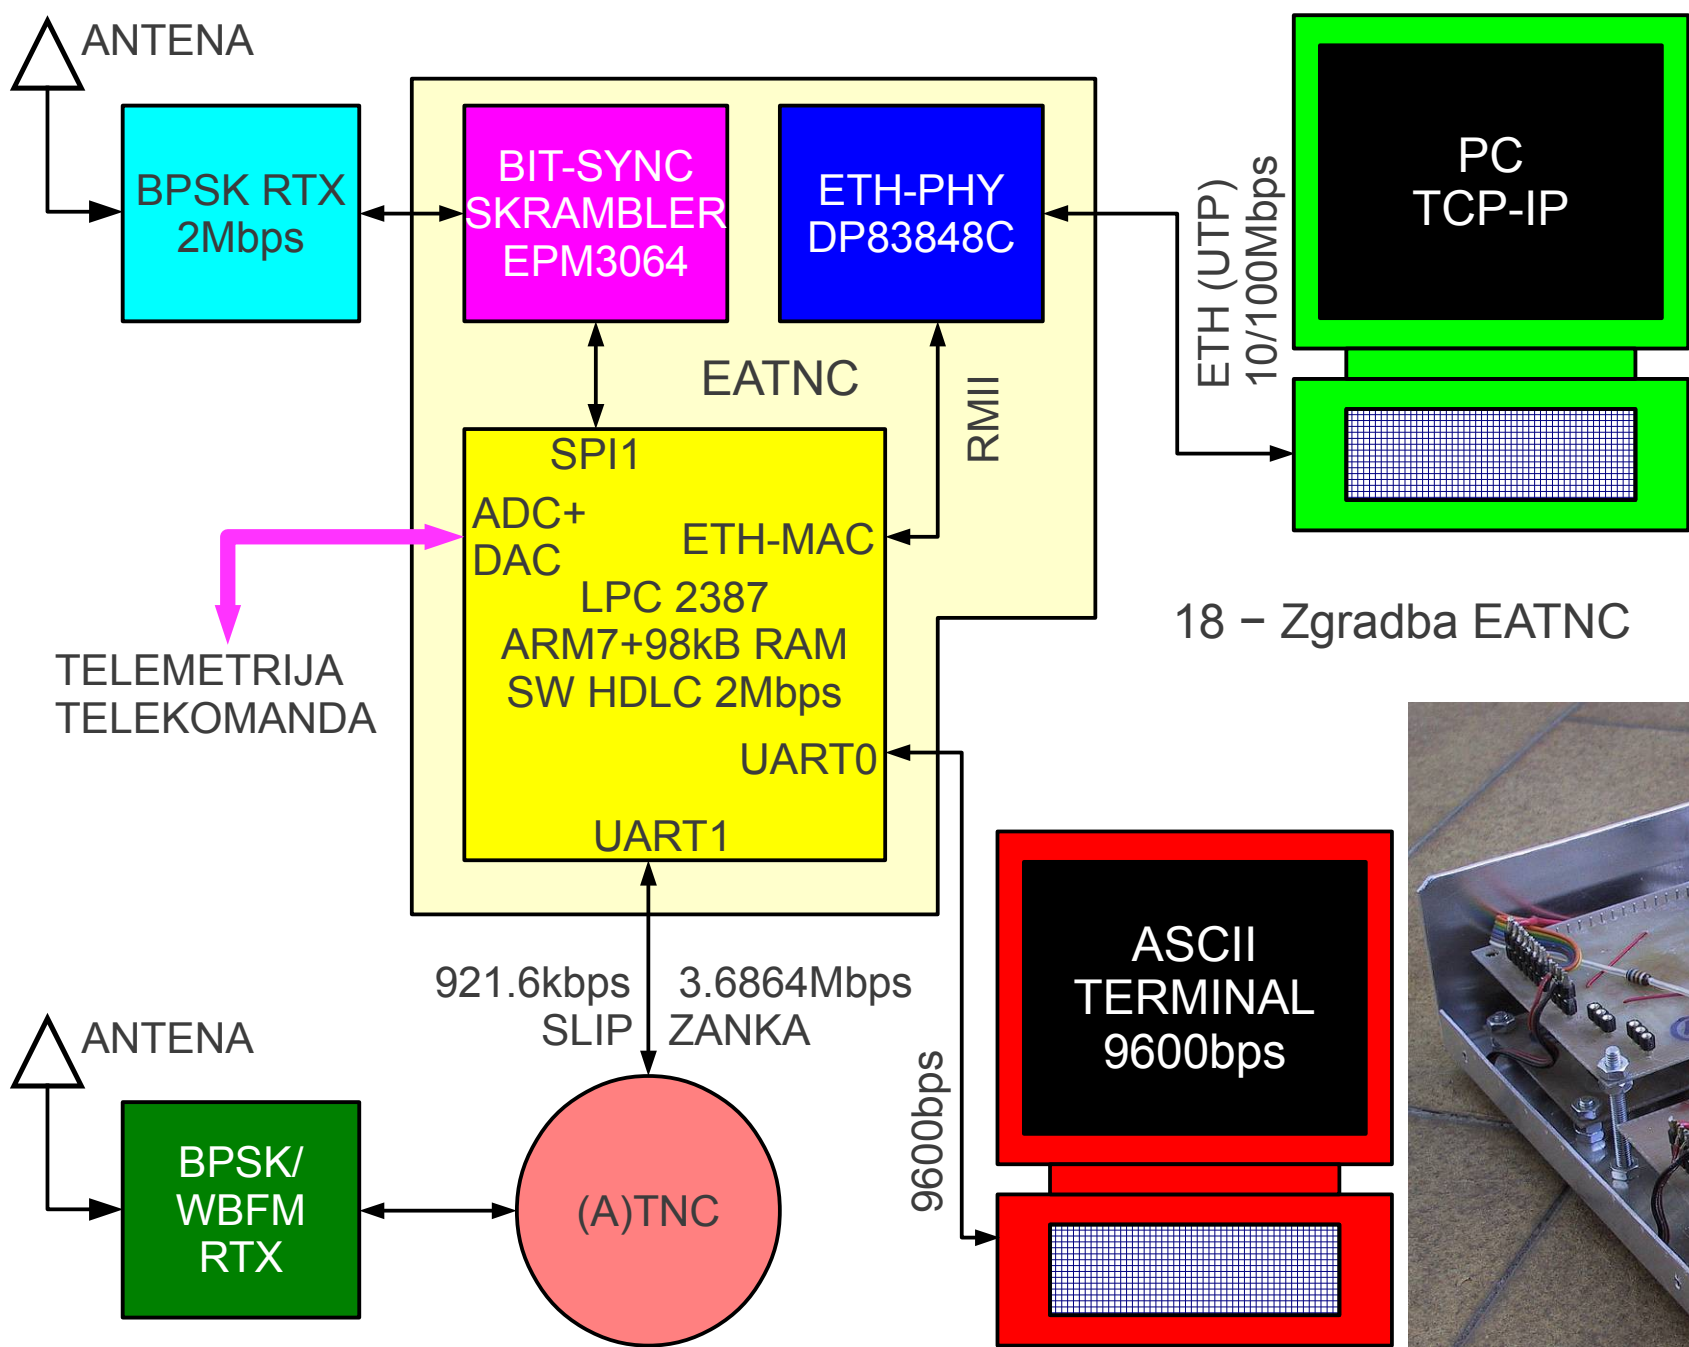 ANTENA
BPSK RTX
2Mbps
BIT-SYNC
SKRAMBLER
EPM3064
ETH-PHY
DP83848C
ETH (UTP)
10/100Mbps
PC
TCP-IP
EATNC
RMII
SPI1
ADC+
DAC
ETH-MAC
LPC 2387
ARM7+98kB RAM
SW HDLC 2Mbps
UART0
UART1
TELEMETRIJA
TELEKOMANDA
18 − Zgradba EATNC
921.6kbps
SLIP
3.6864Mbps
ZANKA
9600bps
ASCII
TERMINAL
9600bps
ANTENA
BPSK/
WBFM
RTX
(A)TNC